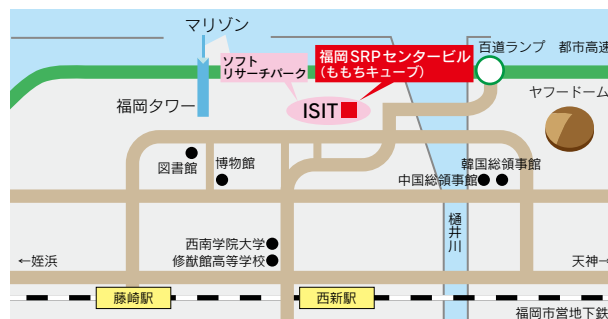 マリゾン
ソフト
リサーチパーク
福岡SRPセンタービル
(ももちキューブ)
百道ランプ
都市高速
福岡タワー
ISIT
ヤフードーム
図書館
博物館
韓国総領事館
中国総領事館
樋井川
西南学院大学
修猷館高等学校
←姪浜
天神→
藤崎駅
西新駅
福岡市営地下鉄